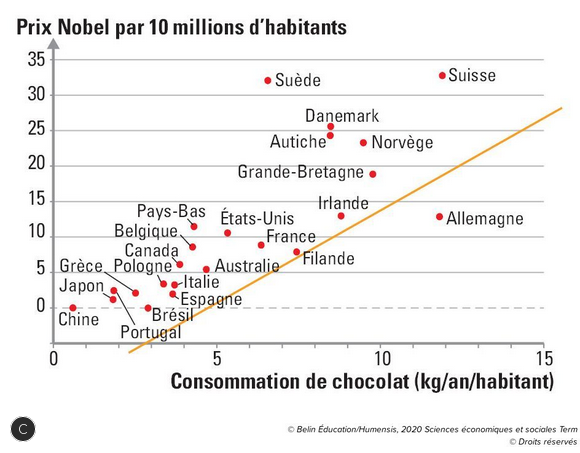 Prix Nobel par 10 millions d’habitants
35
30
25
20
15
10
5
0
Suède
Suisse
Danemark
Autiche
Norvège
Grande-Bretagne
Irlande
Allemagne
Pays-Bas
États-Unis
Belgique
France
Canada
Filande
Grèce
Pologne
Australie
Japon
Italie
Espagne
Brésil
Chine
Portugal
0
5
10
15
Consommation de chocolat (kg/an/habitant)
C
© Belin Éducation/Humensis, 2020 Sciences économiques et sociales Term
© Droits réservés